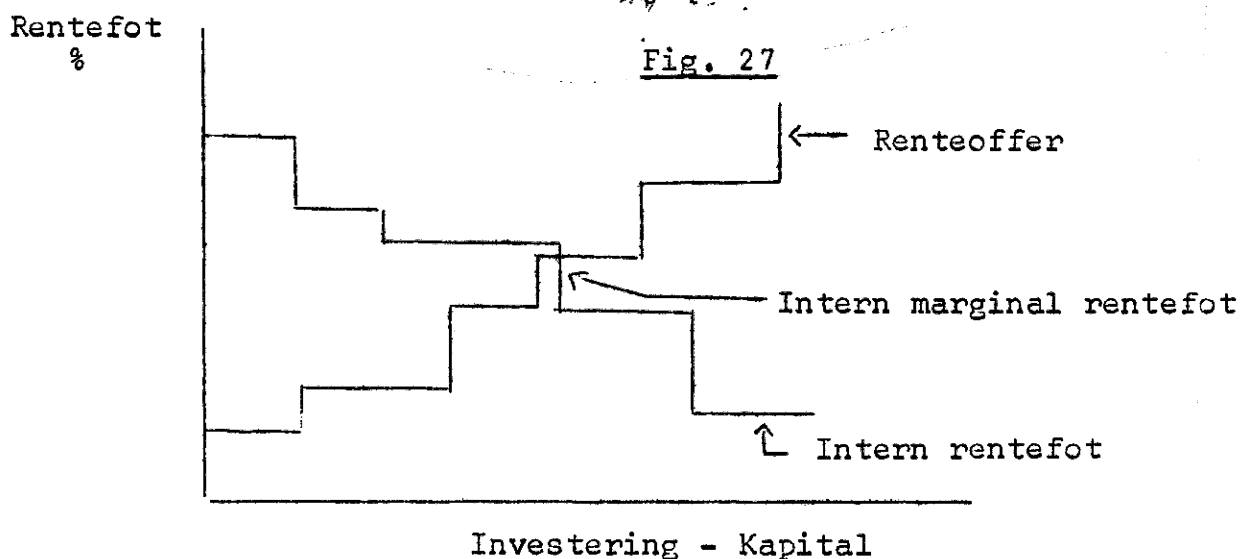 Rentefot
%
Fig. 27
Renteoffer
Intern marginal rentefot
Intern rentefot
Investering - Kapital